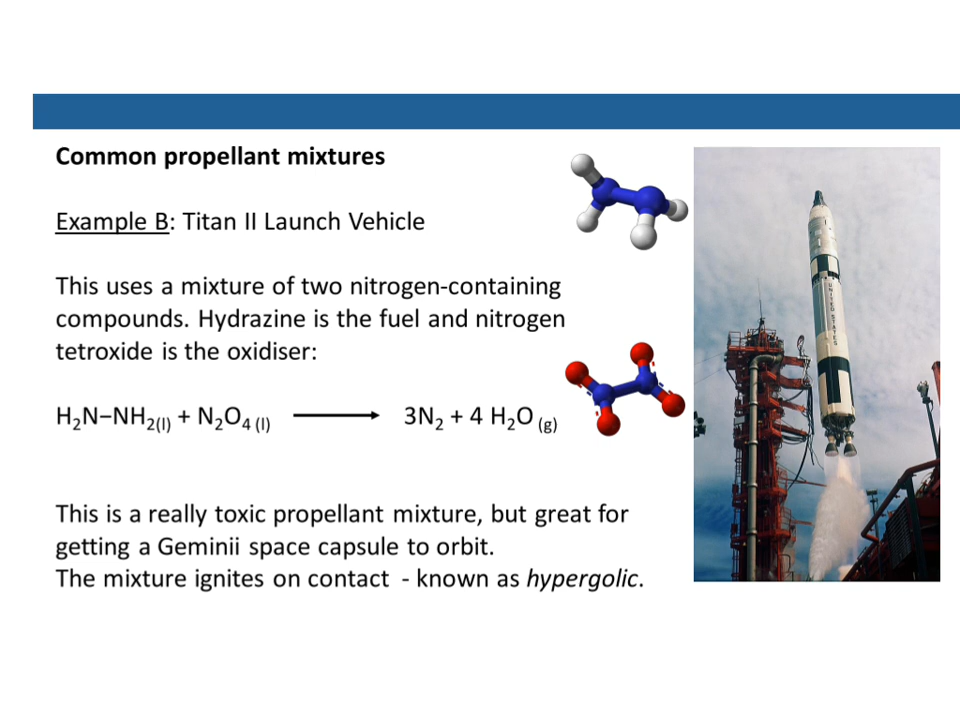 Common propellant mixtures
Example B: Titan II Launch Vehicle
This uses a mixture of two nitrogen-containing
compounds. Hydrazine is the fuel and nitrogen
tetroxide is the oxidiser:
H₂N−NH₂₍ₗ₎ + N₂O₄ ₍ₗ₎ ⟶ 3N₂ + 4 H₂O (g)
This is a really toxic propellant mixture, but great for
getting a Geminii space capsule to orbit.
The mixture ignites on contact - known as hypergolic.
UNITED STATES